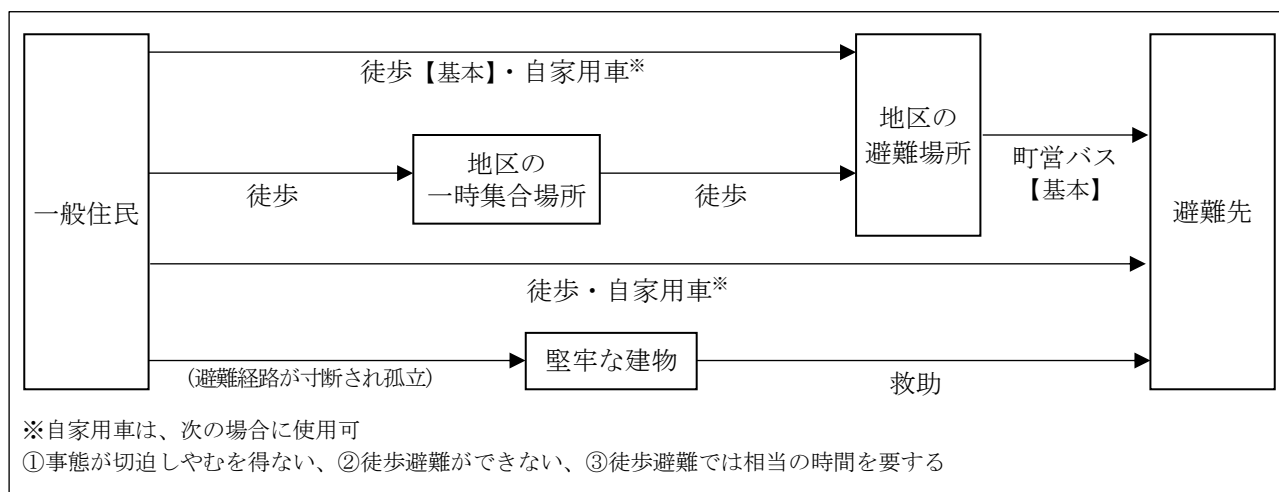 一般住民
徒歩【基本】・自家用車※
徒歩
地区の
一時集合場所
徒歩
地区の
避難場所
町営バス
【基本】
避難先
徒歩・自家用車※
(避難経路が寸断され孤立)
堅牢な建物
救助
※自家用車は、次の場合に使用可
①事態が切迫しやむを得ない、②徒歩避難ができない、③徒歩避難では相当の時間を要する